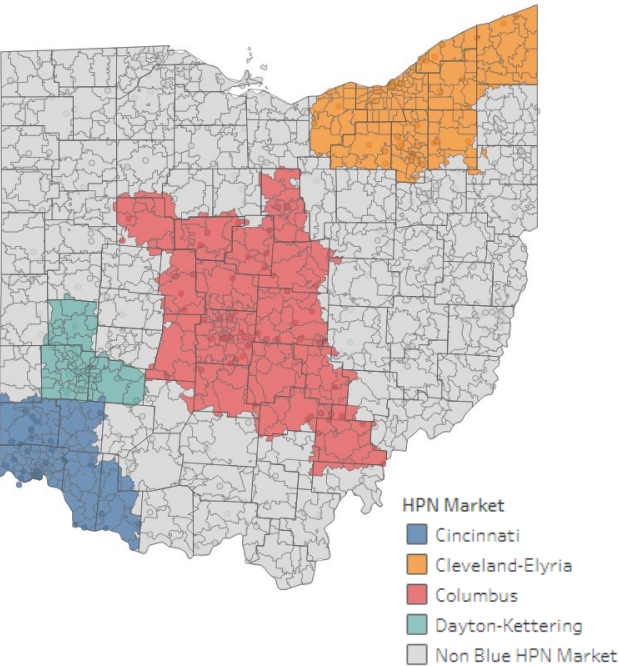 HPN Market
Cincinnati
Cleveland-Elyria
Columbus
Dayton-Kettering
Non Blue HPN Market